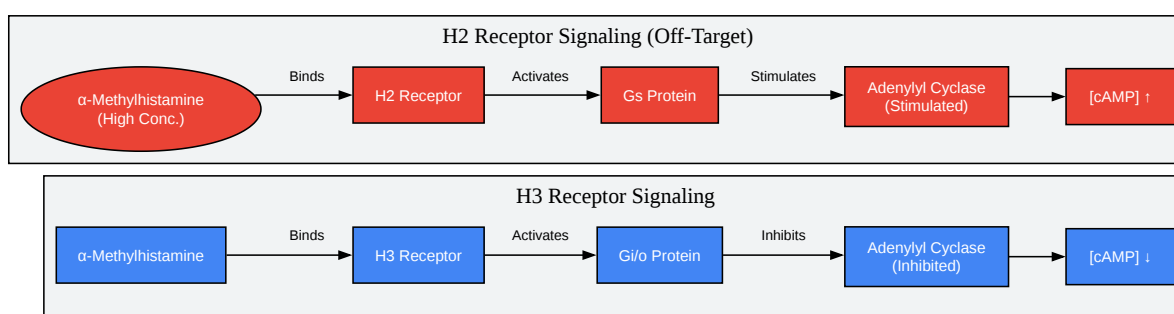 H2 Receptor Signaling (Off-Target)
α-Methylhistamine
(High Conc.)
Binds
H2 Receptor
Activates
Gs Protein
Stimulates
Adenylyl Cyclase
(Stimulated)
[cAMP] ↑
H3 Receptor Signaling
α-Methylhistamine
Binds
H3 Receptor
Activates
Gi/o Protein
Inhibits
Adenylyl Cyclase
(Inhibited)
[cAMP] ↓